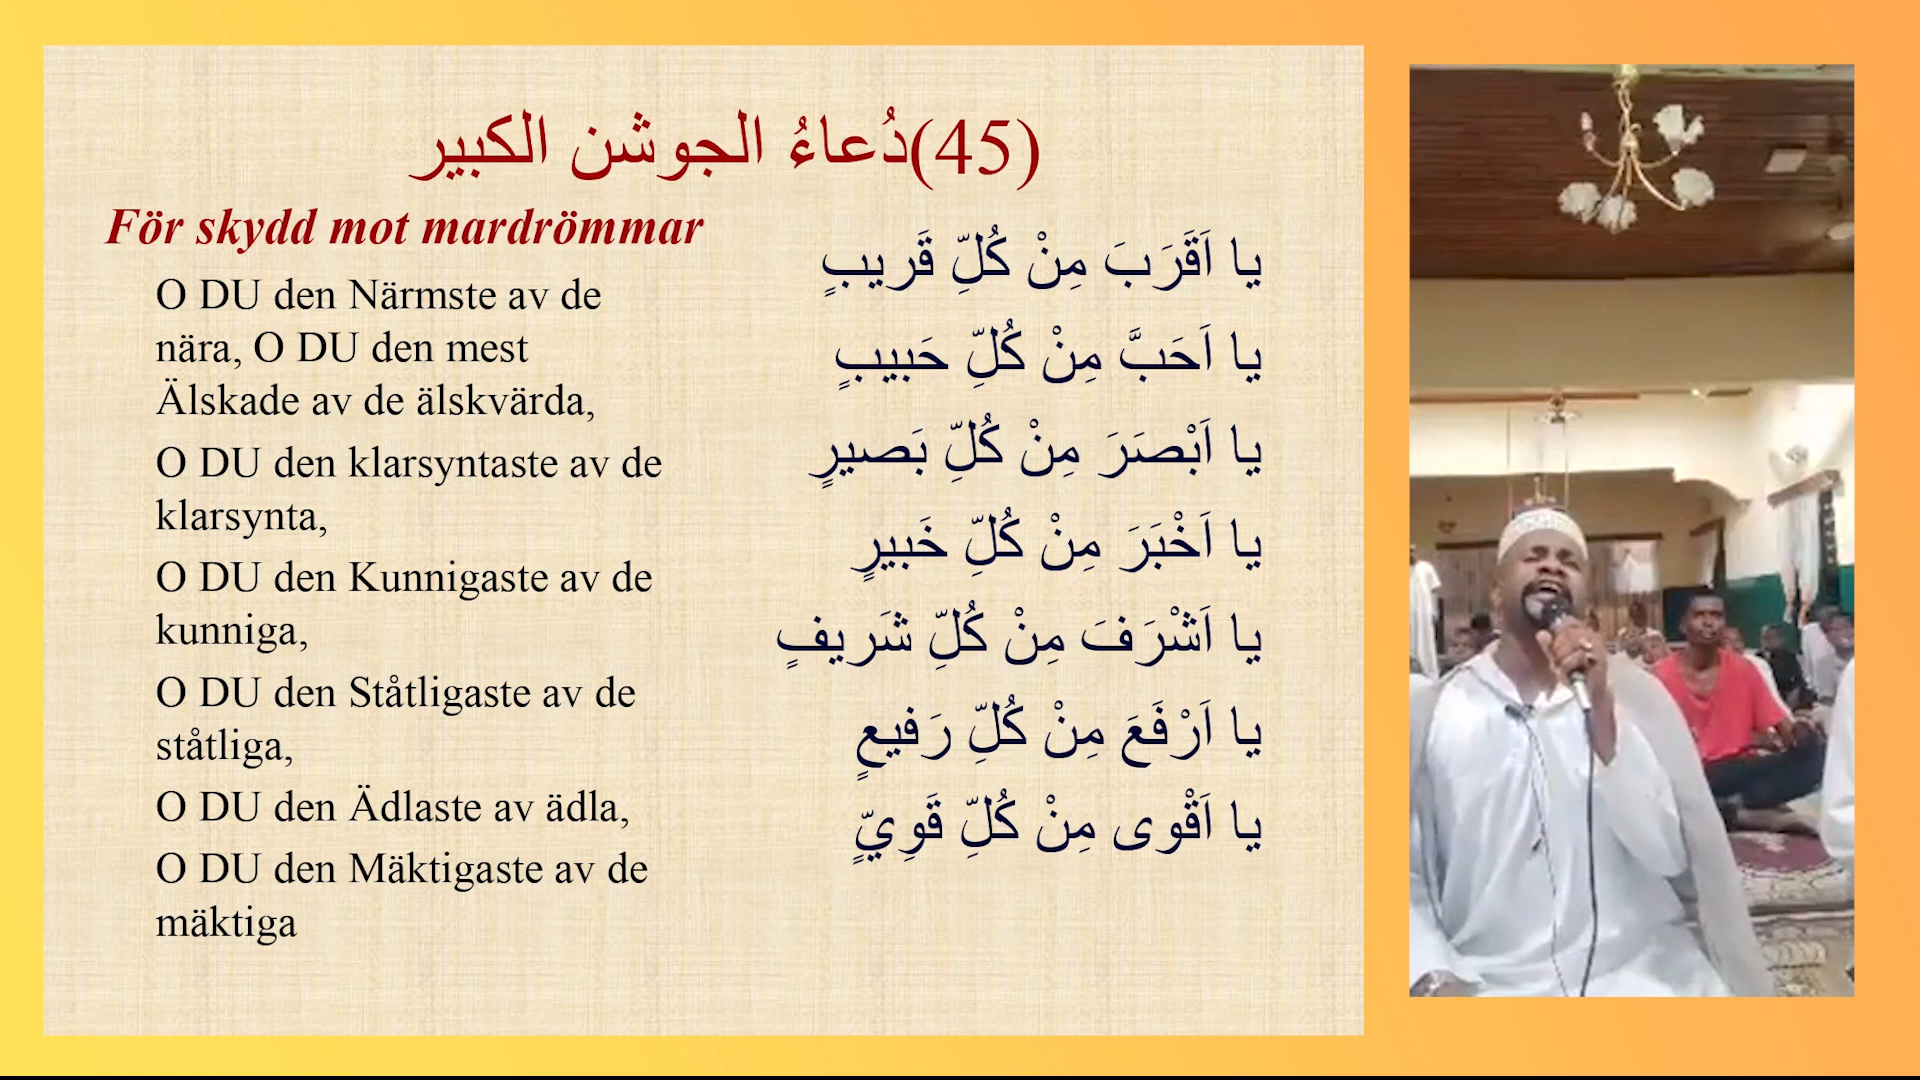 (45)دُعاءُ الجوشن الكبير
För skydd mot mardrömmar
O DU den Närmste av de
nära, O DU den mest
Älskade av de älskvärda,
O DU den klarsyntaste av de
klarsynta,
O DU den Kunnigaste av de
kunniga,
O DU den Ståtligaste av de
ståtliga,
O DU den Ädlaste av ädla,
O DU den Mäktigaste av de
mäktiga
يا اَقَرَبَ مِنْ كُلِّ قَريبٍ
يا اَحَبَّ مِنْ كُلِّ حَبيبٍ
يا اَبْصَرَ مِنْ كُلِّ بَصيرٍ
يا اَخْبَرَ مِنْ كُلِّ خَبيرٍ
يا اَشْرَفَ مِنْ كُلِّ شَريفٍ
يا اَرْفَعَ مِنْ كُلِّ رَفيعٍ
يا اَقْوى مِنْ كُلِّ قَوِيٍّ